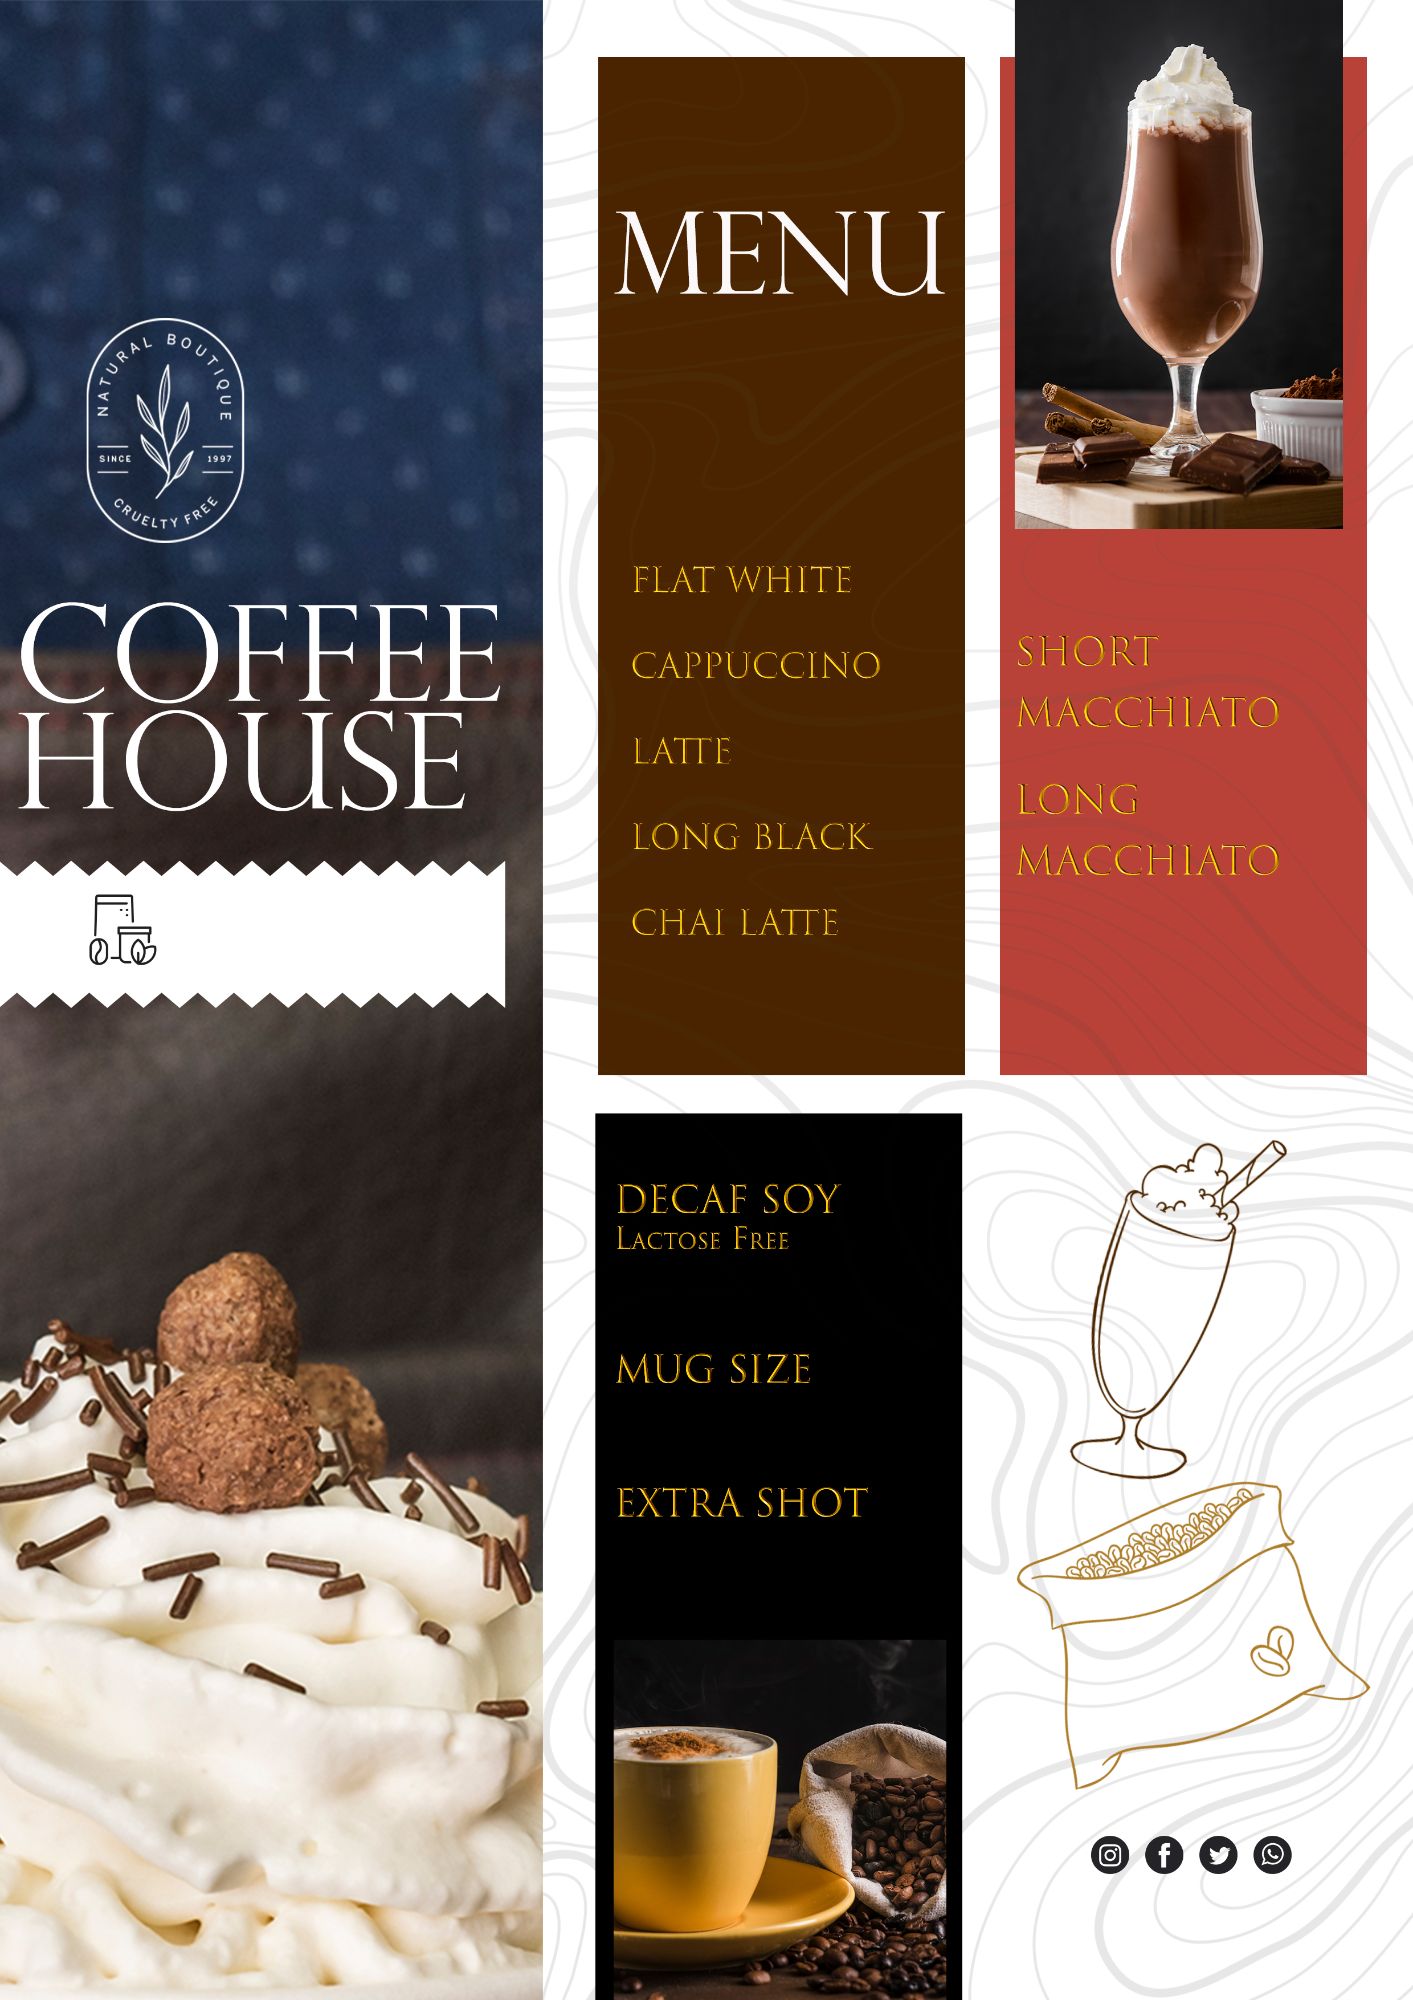 NATURAL BOUTIQUE
SINCE 1997
CRUELTY FREE
COFFEE
HOUSE
MENU
FLAT WHITE
CAPPUCCINO
LATTE
LONG BLACK
CHAI LATTE
SHORT
MACCHIATO
LONG
MACCHIATO
DECAF SOY
Lactose Free
MUG SIZE
EXTRA SHOT